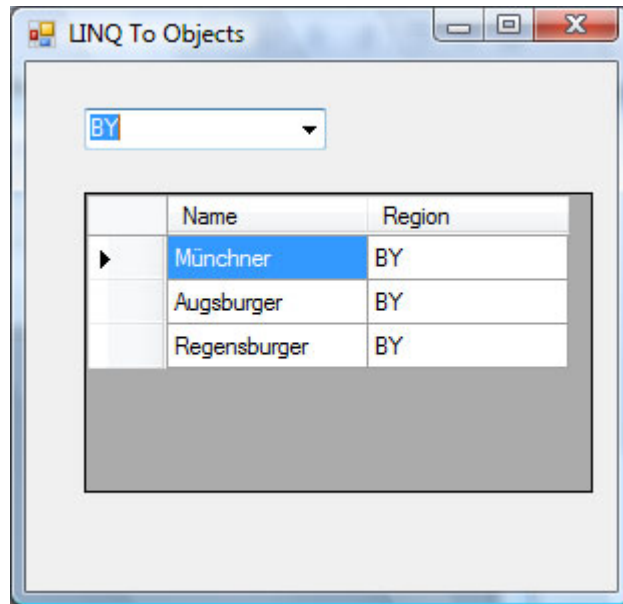 LINQ To Objects
BY
Name Region
Münchner BY
Augsburger BY
Regensburger BY